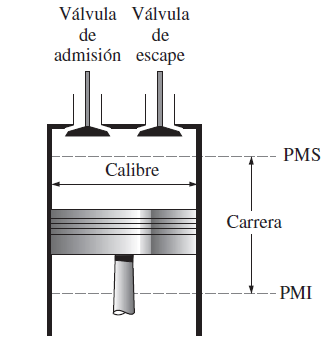 Válvula
de
admisión
Válvula
de
escape
PMS
Calibre
Carrera
PMI